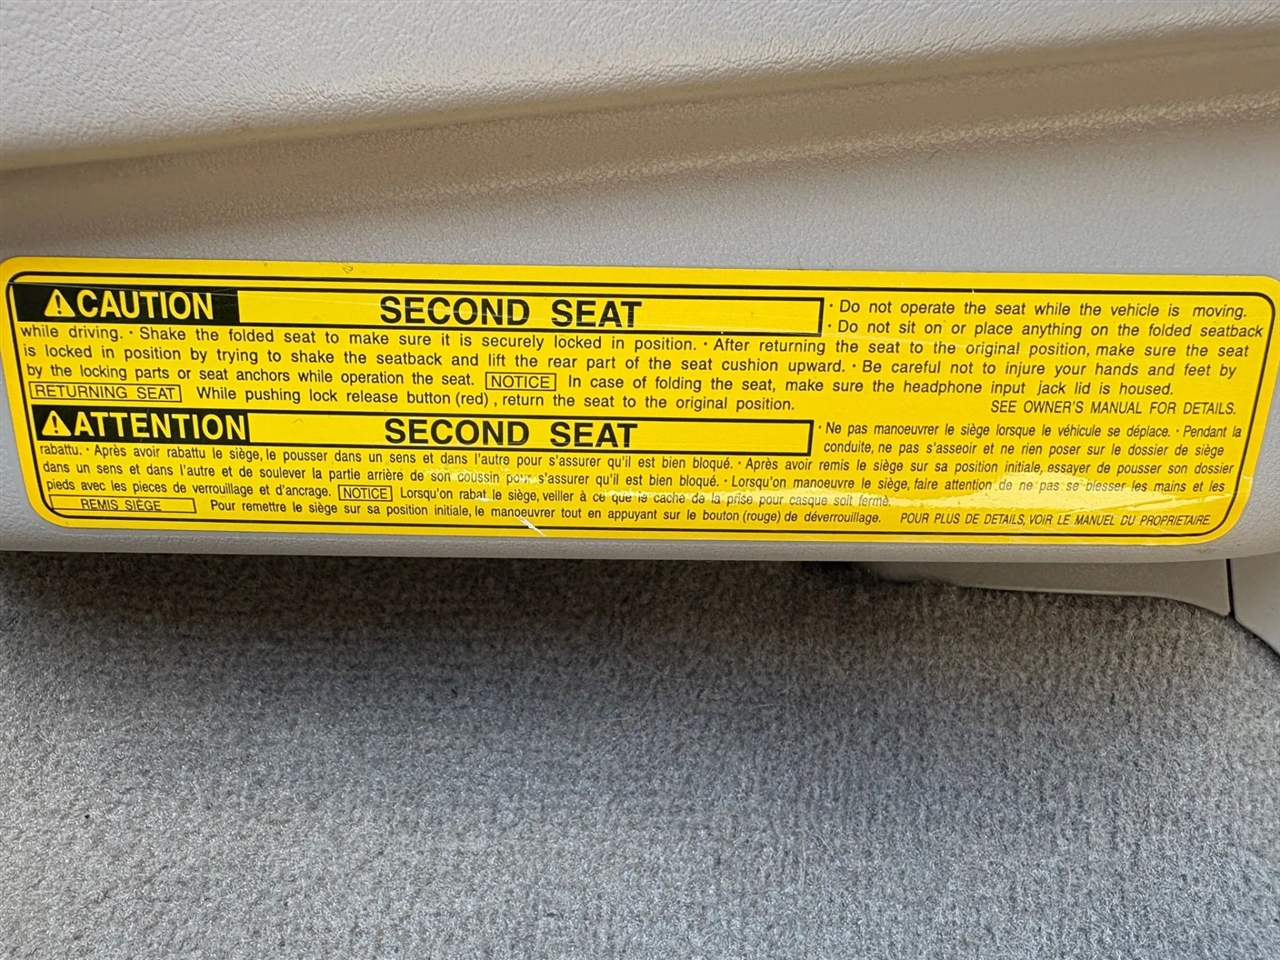 ⚠CAUTION SECOND SEAT · Do not operate the seat while the vehicle is moving.
· Do not sit on or place anything on the folded seatback
while driving. · Shake the folded seat to make sure it is securely locked in position. · After returning the seat to the original position, make sure the seat
is locked in position by trying to shake the seatback and lift the rear part of the seat cushion upward. · Be careful not to injure your hands and feet by
by the locking parts or seat anchors while operation the seat. NOTICE In case of folding the seat, make sure the headphone input jack lid is housed.
RETURNING SEAT While pushing lock release button (red) , return the seat to the original position. SEE OWNER'S MANUAL FOR DETAILS.
⚠ATTENTION SECOND SEAT · Ne pas manoeuvrer le siège lorsque le véhicule se déplace. · Pendant la
conduite, ne pas s'asseoir et ne rien poser sur le dossier de siège
rabattu. · Après avoir rabattu le siège, le pousser dans un sens et dans l'autre pour s'assurer qu'il est bien bloqué. · Après avoir remis le siège sur sa position initiale, essayer de pousser son dossier
dans un sens et dans l'autre et de soulever la partie arrière de son coussin pour s'assurer qu'il est bien bloqué. · Lorsqu'on manoeuvre le siège, faire attention de ne pas se blesser les mains et les
pieds avec les pieces de verrouillage et d'ancrage. NOTICE Lorsqu'on rabat le siège, veiller à ce que le cache de la prise pour casque soit fermé.
REMIS SIÈGE Pour remettre le siège sur sa position initiale, le manoeuvrer tout en appuyant sur le bouton (rouge) de déverrouillage. POUR PLUS DE DETAILS, VOIR LE MANUEL DU PROPRIETAIRE.